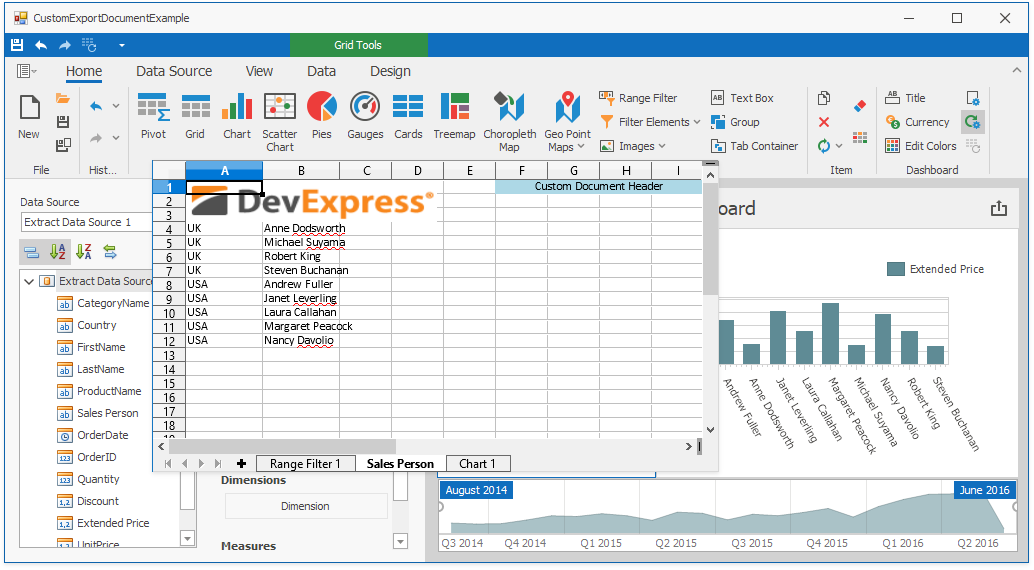 CustomExportDocumentExample
Grid Tools
Home Data Source View Data Design
New
Pivot Grid Chart Scatter Chart Pies Gauges Cards Treemap Choropleth Map Geo Point Maps
Range Filter
Filter Elements
Images
Text Box
Group
Tab Container
Title
Currency
Edit Colors
File Hist... Item Dashboard
Data Source
Extract Data Source 1
Extract Data Source
CategoryName
Country
FirstName
LastName
ProductName
Sales Person
OrderDate
OrderID
Quantity
Discount
Extended Price
UnitPrice
A B C D E F G H I
1 Custom Document Header
DevExpress®
2
3
4 UK Anne Dodsworth
5 UK Michael Suyama
6 UK Robert King
7 UK Steven Buchanan
8 USA Andrew Fuller
9 USA Janet Leverling
10 USA Laura Callahan
11 USA Margaret Peacock
12 USA Nancy Davolio
13
14
15
16
17
18
Range Filter 1 Sales Person Chart 1
Dimensions
Dimension
Measures
oard
Extended Price
Andrew Fuller
Anne Dodsworth
Janet Leverling
Laura Callahan
Margaret Peacock
Michael Suyama
Nancy Davolio
Robert King
Steven Buchanan
August 2014 June 2016
Q3 2014 Q4 2014 Q1 2015 Q2 2015 Q3 2015 Q4 2015 Q1 2016 Q2 2016